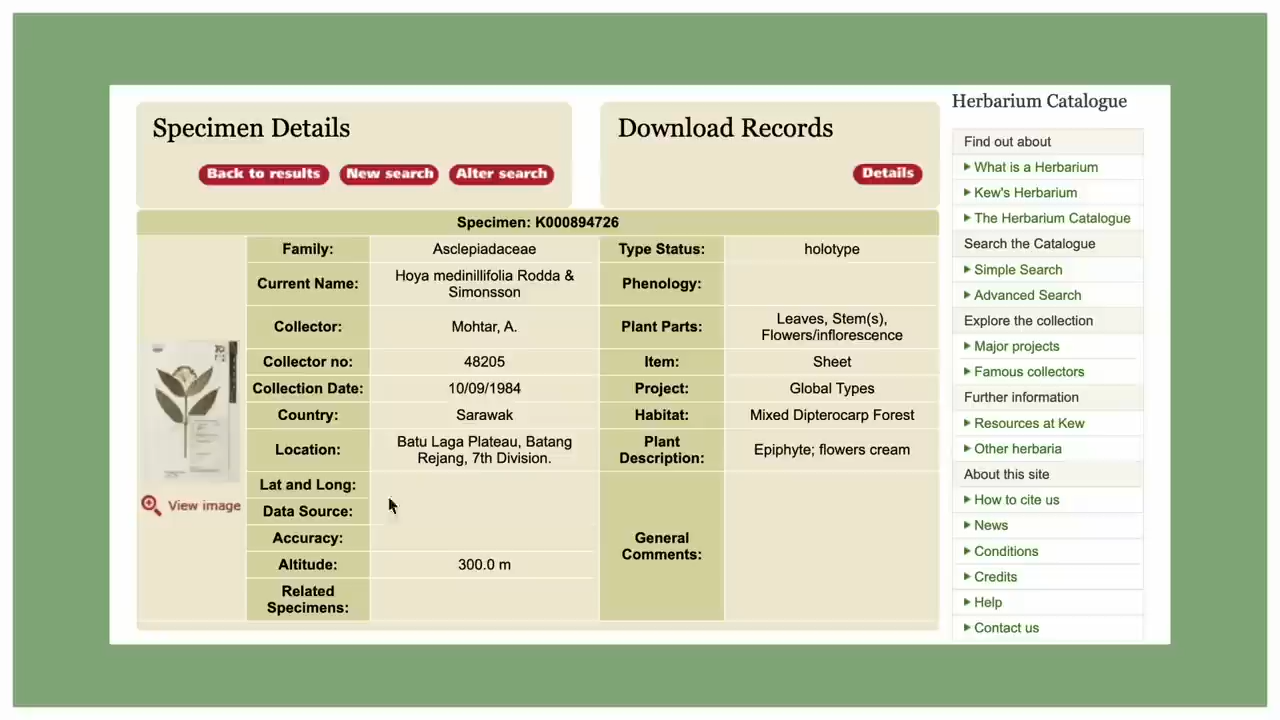 Specimen Details
Back to results New search Alter search
Download Records
Details
Specimen: K000894726
Family: Asclepiadaceae Type Status: holotype
Current Name: Hoya medinillifolia Rodda &
Simonsson
Phenology:
Collector: Mohtar, A.
Plant Parts: Leaves, Stem(s),
Flowers/inflorescence
Collector no: 48205 Item: Sheet
Collection Date: 10/09/1984 Project: Global Types
Country: Sarawak Habitat: Mixed Dipterocarp Forest
Location: Batu Laga Plateau, Batang
Rejang, 7th Division.
Plant
Description: Epiphyte; flowers cream
Lat and Long:
Data Source:
Accuracy:
Altitude: 300.0 m
Related
Specimens:
General
Comments:
View image
Herbarium Catalogue
Find out about
What is a Herbarium
Kew's Herbarium
The Herbarium Catalogue
Search the Catalogue
Simple Search
Advanced Search
Explore the collection
Major projects
Famous collectors
Further information
Resources at Kew
Other herbaria
About this site
How to cite us
News
Conditions
Credits
Help
Contact us